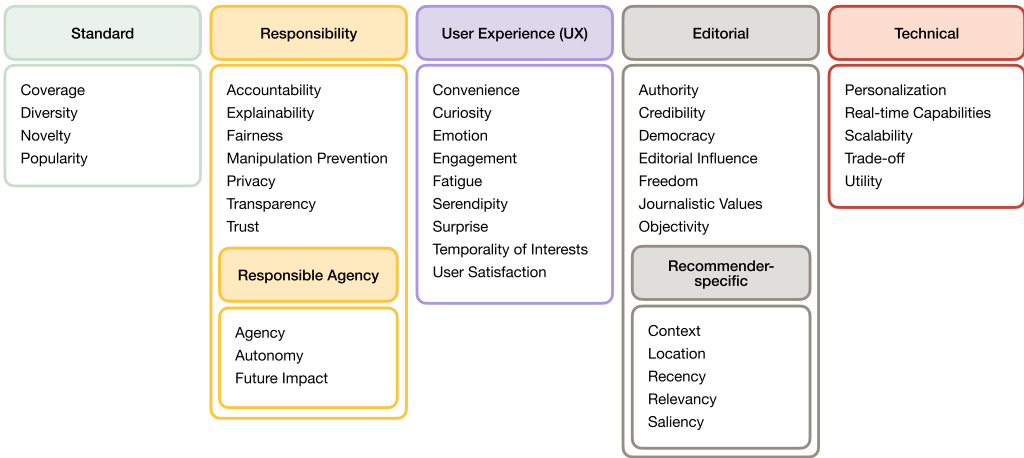 Standard
Coverage
Diversity
Novelty
Popularity
Responsibility
Accountability
Explainability
Fairness
Manipulation Prevention
Privacy
Transparency
Trust
Responsible Agency
Agency
Autonomy
Future Impact
User Experience (UX)
Convenience
Curiosity
Emotion
Engagement
Fatigue
Serendipity
Surprise
Temporality of Interests
User Satisfaction
Editorial
Authority
Credibility
Democracy
Editorial Influence
Freedom
Journalistic Values
Objectivity
Recommender-
specific
Context
Location
Recency
Relevancy
Saliency
Technical
Personalization
Real-time Capabilities
Scalability
Trade-off
Utility